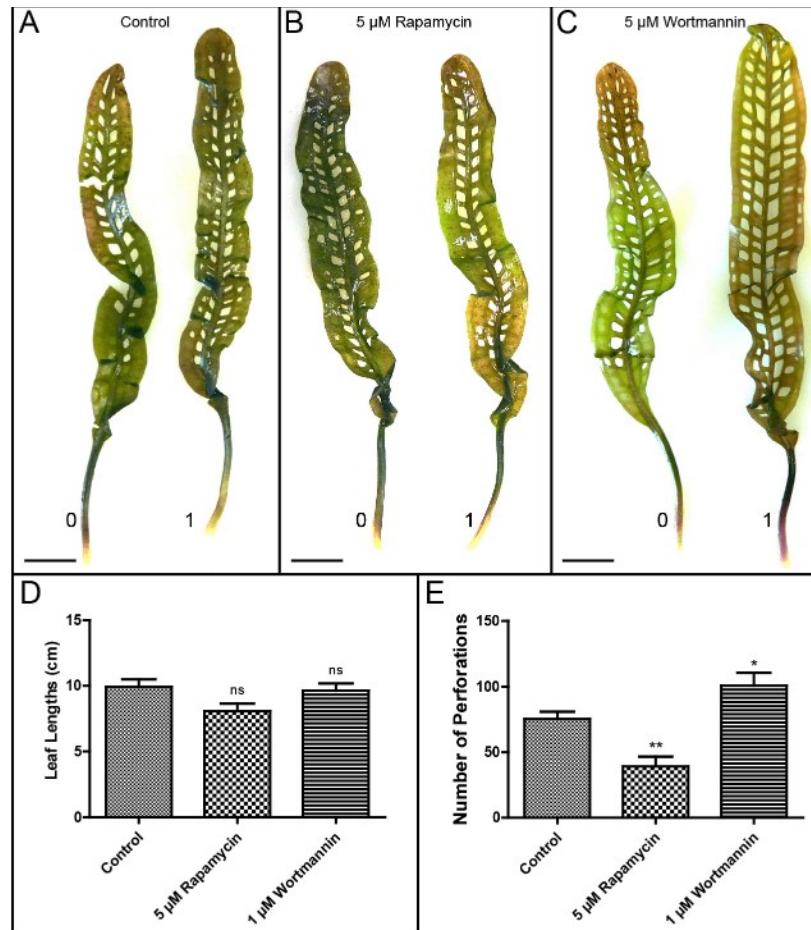 A Control
B 5 µM Rapamycin
C 5 µM Wortmannin
0 1
0 1
0 1
D
Leaf Lengths (cm)
15
10
5
0
ns
ns
Control
5 µM Rapamycin
1 µM Wortmannin
E
Number of Perforations
150
100
50
0
**
*
Control
5 µM Rapamycin
1 µM Wortmannin